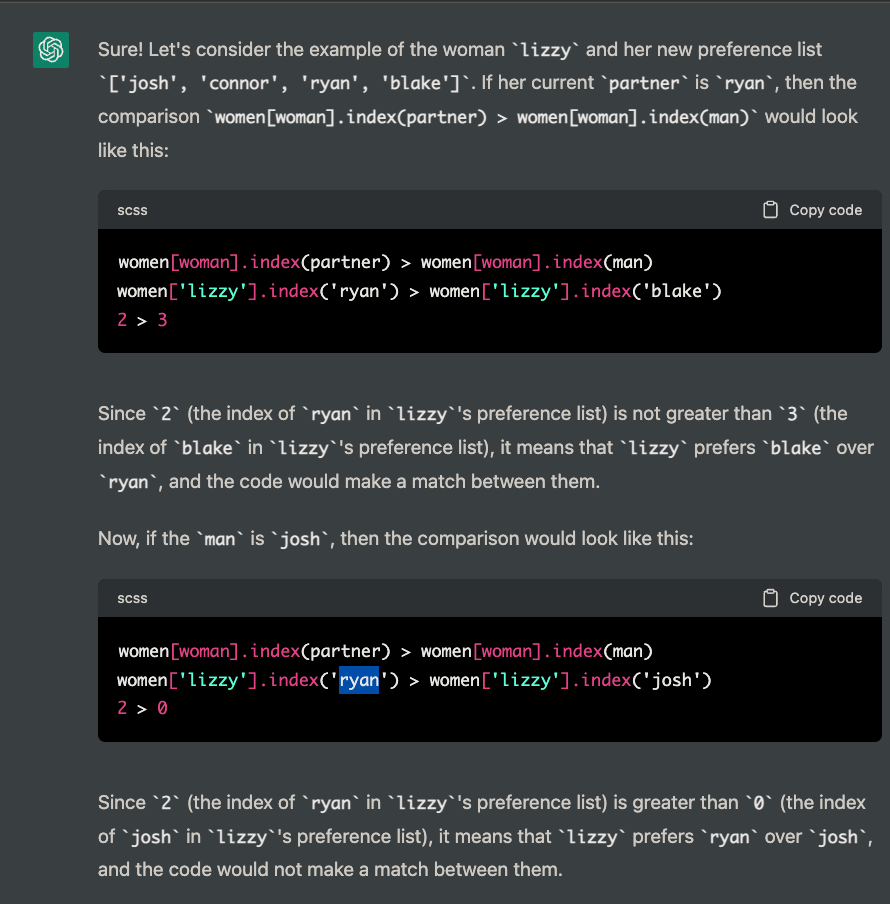 Sure! Let's consider the example of the woman `lizzy` and her new preference list
`['josh', 'connor', 'ryan', 'blake']`. If her current `partner` is `ryan`, then the
comparison `women[woman].index(partner) > women[woman].index(man)` would look
like this:
scss Copy code
women[woman].index(partner) > women[woman].index(man)
women['lizzy'].index('ryan') > women['lizzy'].index('blake')
2 > 3
Since `2` (the index of `ryan` in `lizzy`'s preference list) is not greater than `3` (the
index of `blake` in `lizzy`'s preference list), it means that `lizzy` prefers `blake` over
`ryan`, and the code would make a match between them.
Now, if the `man` is `josh`, then the comparison would look like this:
scss Copy code
women[woman].index(partner) > women[woman].index(man)
women['lizzy'].index('ryan') > women['lizzy'].index('josh')
2 > 0
Since `2` (the index of `ryan` in `lizzy`'s preference list) is greater than `0` (the index
of `josh` in `lizzy`'s preference list), it means that `lizzy` prefers `ryan` over `josh`,
and the code would not make a match between them.